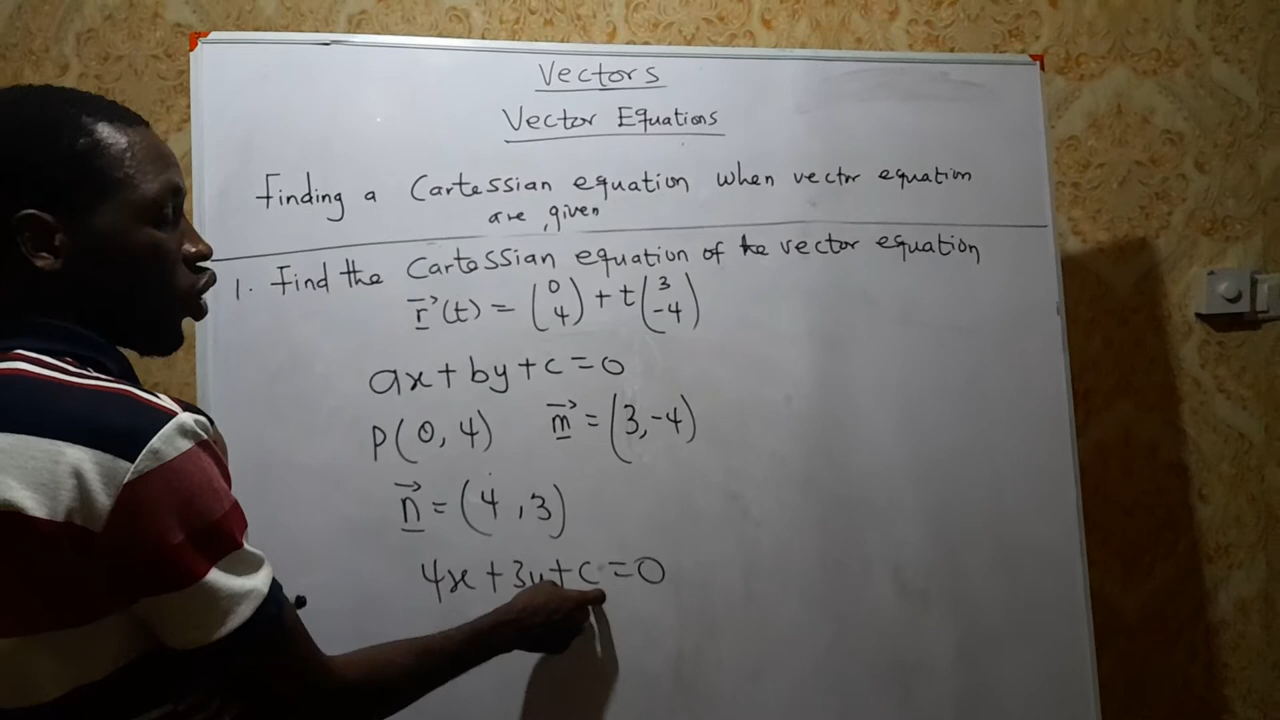 Vectors
Vector Equations
Finding a Cartessian equation when vector equation
are given
1. Find the Cartessian equation of the vector equation
r⃗(t) = (0 4) + t(3 -4)
ax + by + c = 0
P(0, 4) m⃗ = (3, -4)
n⃗ = (4, 3)
4x + 3y + c = 0